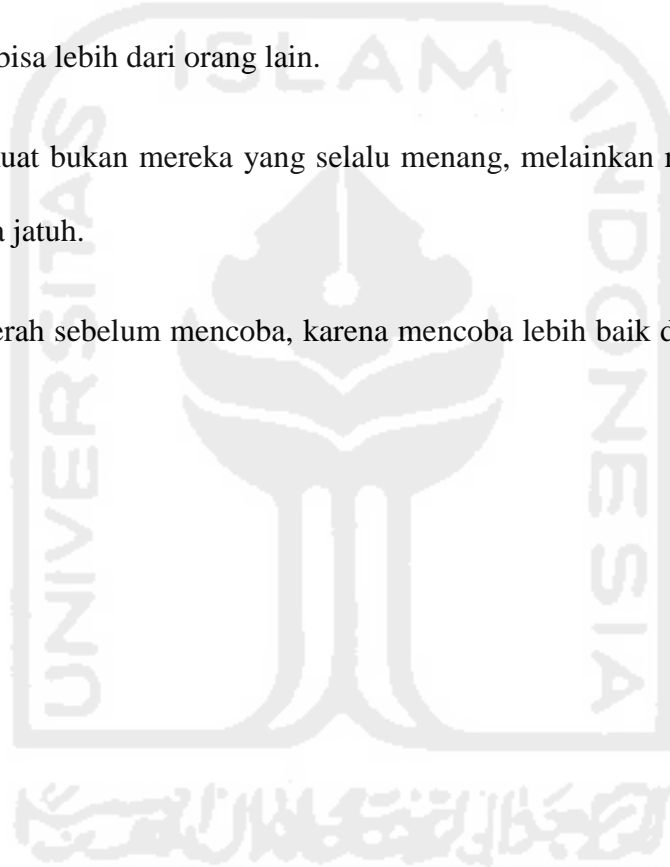 bisa lebih dari orang lain.
uat bukan mereka yang selalu menang, melainkan
a jatuh.
erah sebelum mencoba, karena mencoba lebih baik
UNIVERSITAS
ISLAM
INDONESIA